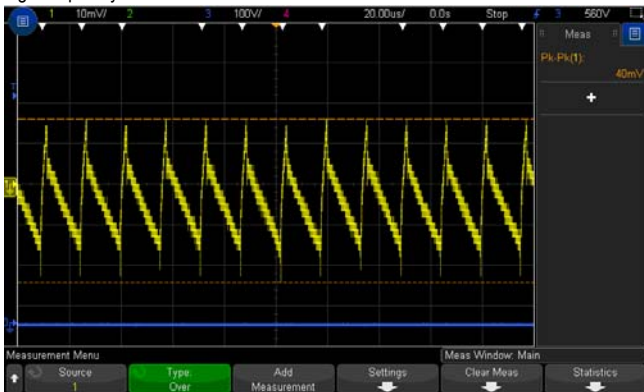 1 10mV/ 2 3 100V/ 4 20.00us/ 0.0s Stop 3 560V
Meas
Pk-Pk(1):
40mV
+
Measurement Menu Meas Window: Main
Source Type: Add Settings Clear Meas Statistics
1 Over Measurement